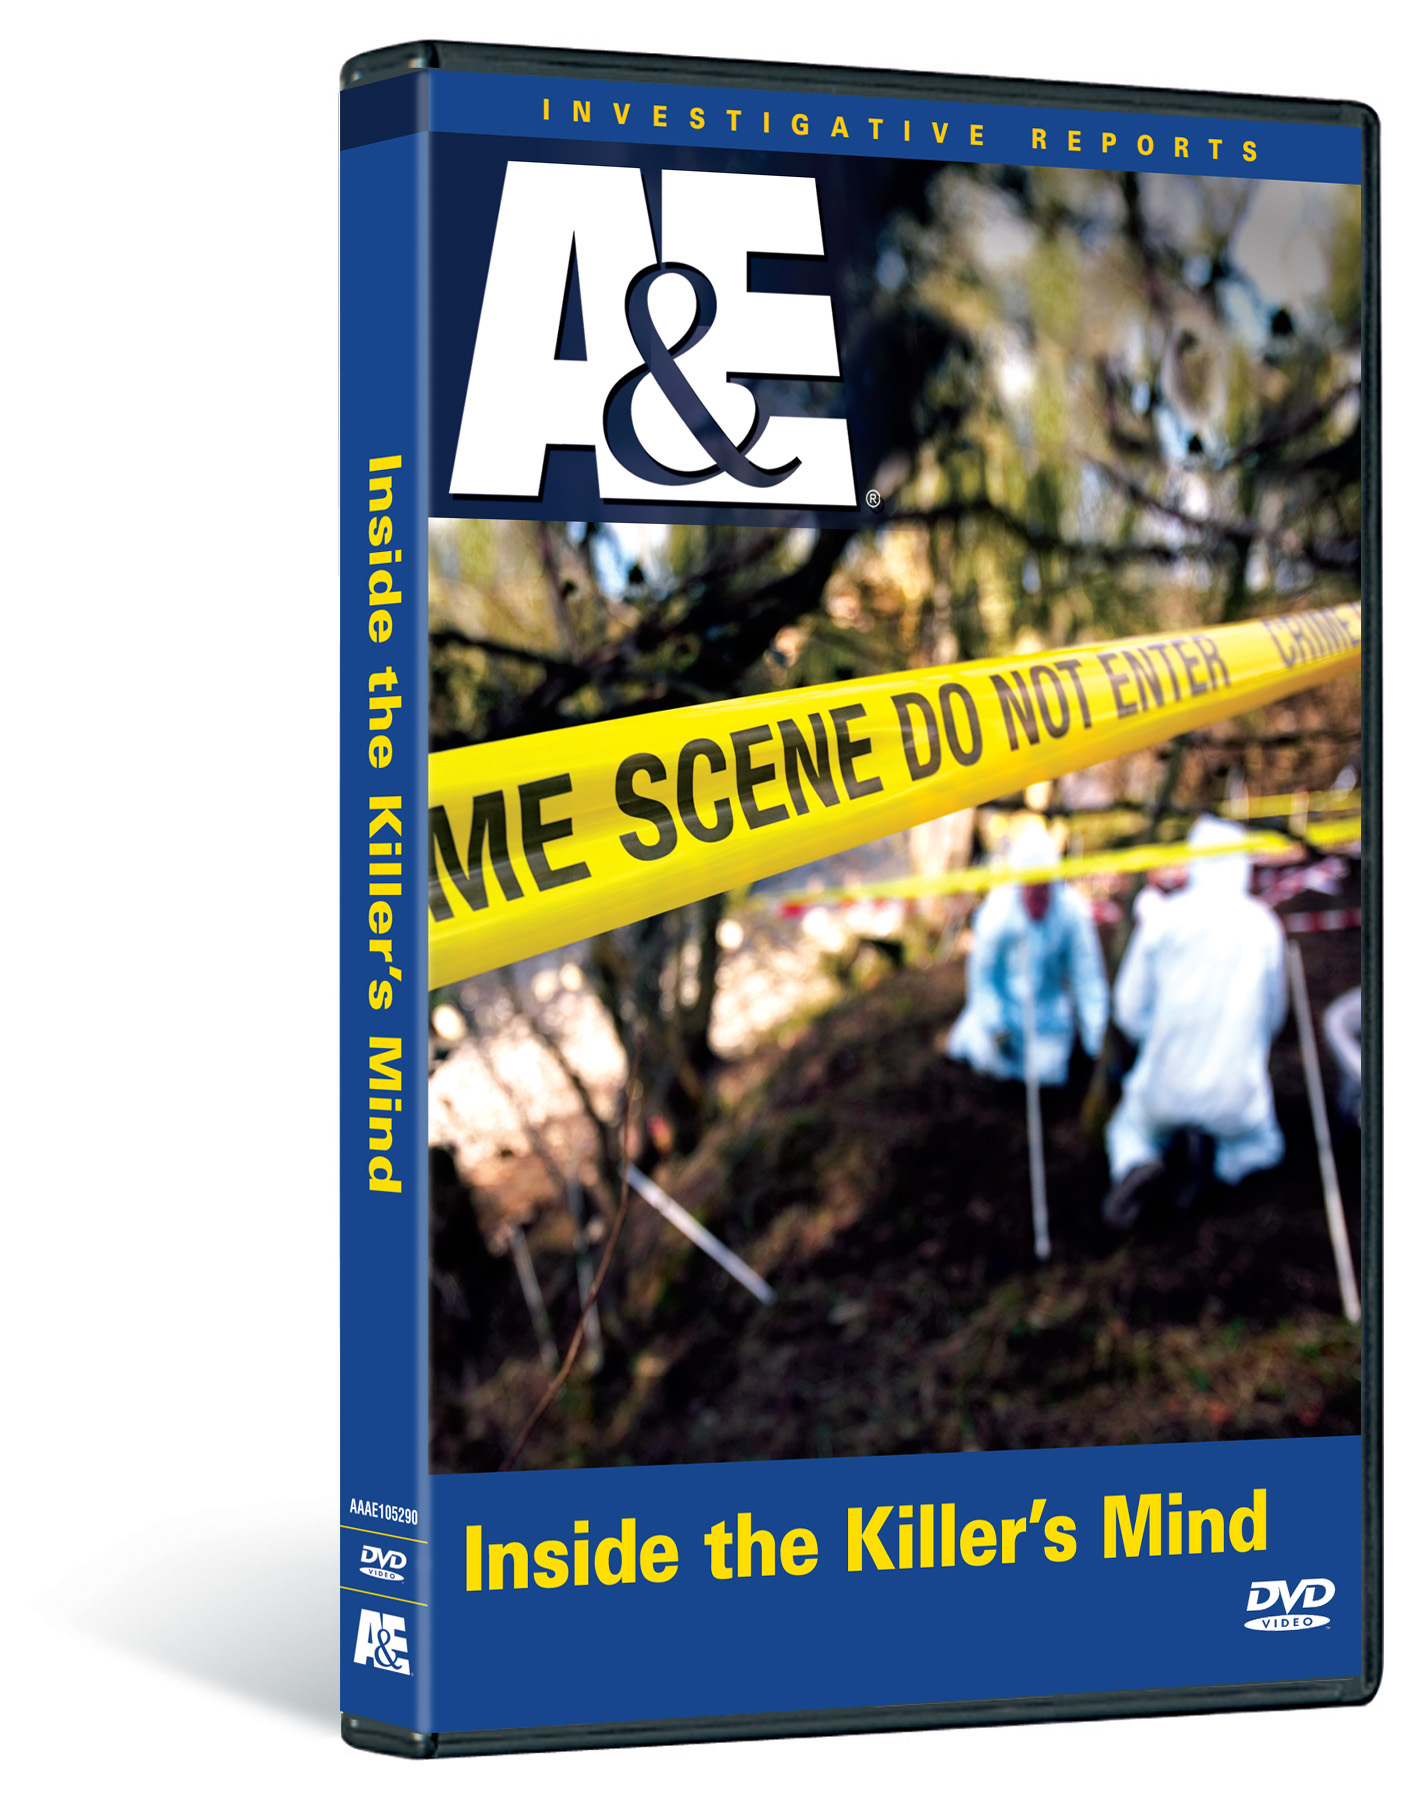 INVESTIGATIVE REPORTS
A&E®
ME SCENE DO NOT ENTER CRIME
Inside the Killer's Mind
DVD
VIDEO
Inside the Killer's Mind
AAAE105290
DVD
VIDEO
A&E